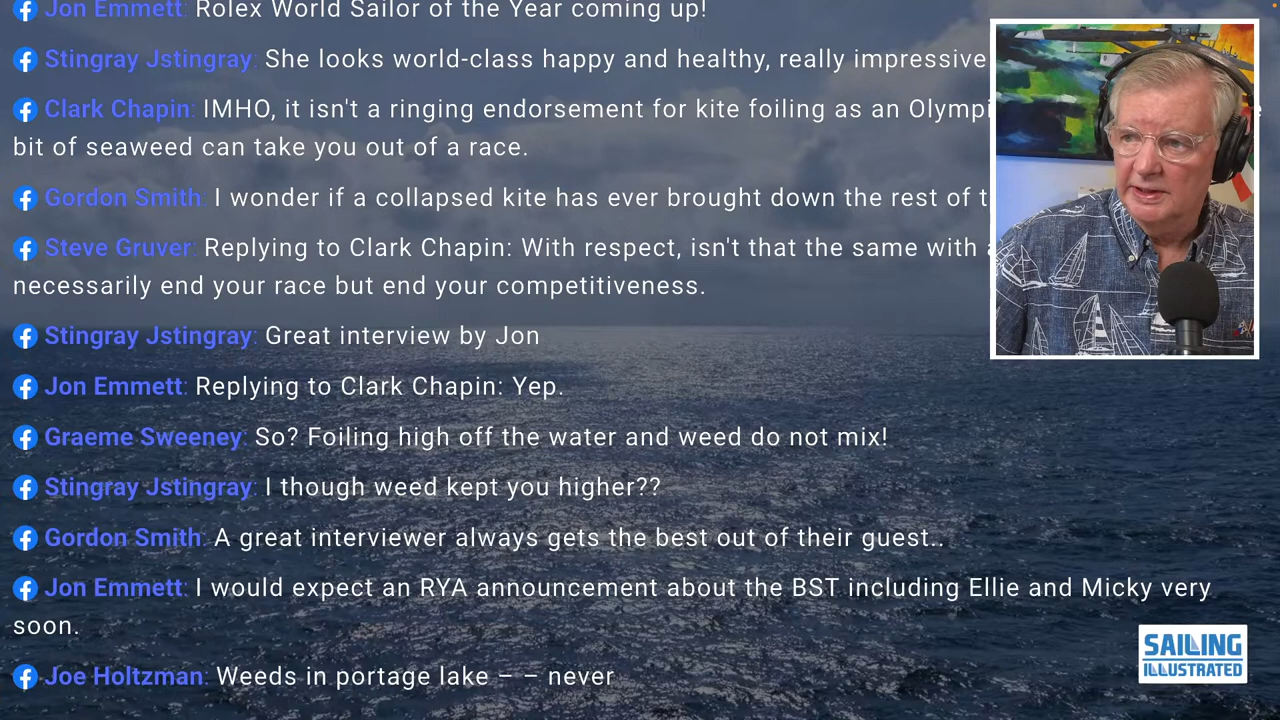 Jon Emmett: Rolex World Sailor of the Year coming up!
Stingray Jstingray: She looks world-class happy and healthy, really impressive
Clark Chapin: IMHO, it isn't a ringing endorsement for kite foiling as an Olympi
bit of seaweed can take you out of a race.
Gordon Smith: I wonder if a collapsed kite has ever brought down the rest of t
Steve Gruver: Replying to Clark Chapin: With respect, isn't that the same with a
necessarily end your race but end your competitiveness.
Stingray Jstingray: Great interview by Jon
Jon Emmett: Replying to Clark Chapin: Yep.
Graeme Sweeney: So? Foiling high off the water and weed do not mix!
Stingray Jstingray: I though weed kept you higher??
Gordon Smith: A great interviewer always gets the best out of their guest..
Jon Emmett: I would expect an RYA announcement about the BST including Ellie and Micky very
soon.
SAILING
ILLUSTRATED
Joe Holtzman: Weeds in portage lake – – never